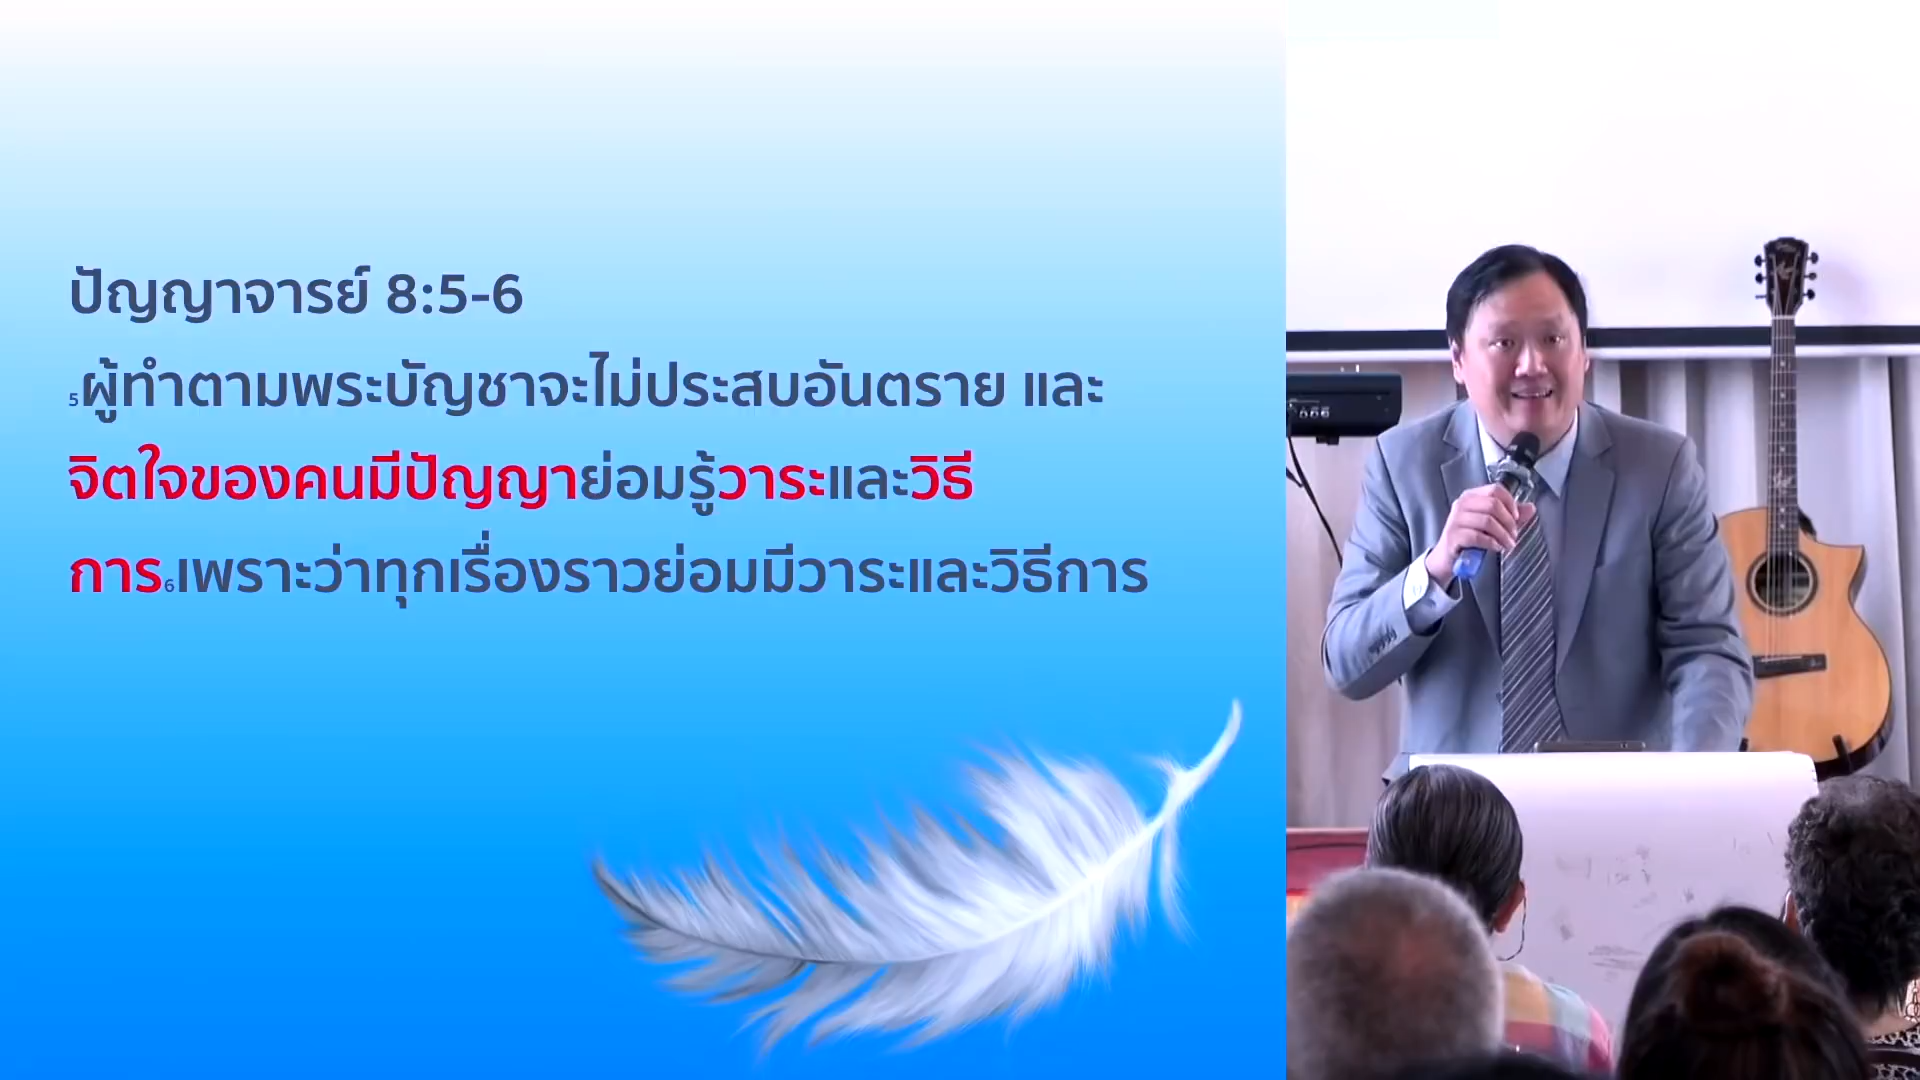 ปัญญาจารย์ 8:5-6
5ผู้ทำตามพระบัญชาจะไม่ประสบอันตราย และ
จิตใจของคนมีปัญญาย่อมรู้วาระและวิธี
การ6เพราะว่าทุกเรื่องราวย่อมมีวาระและวิธีการ